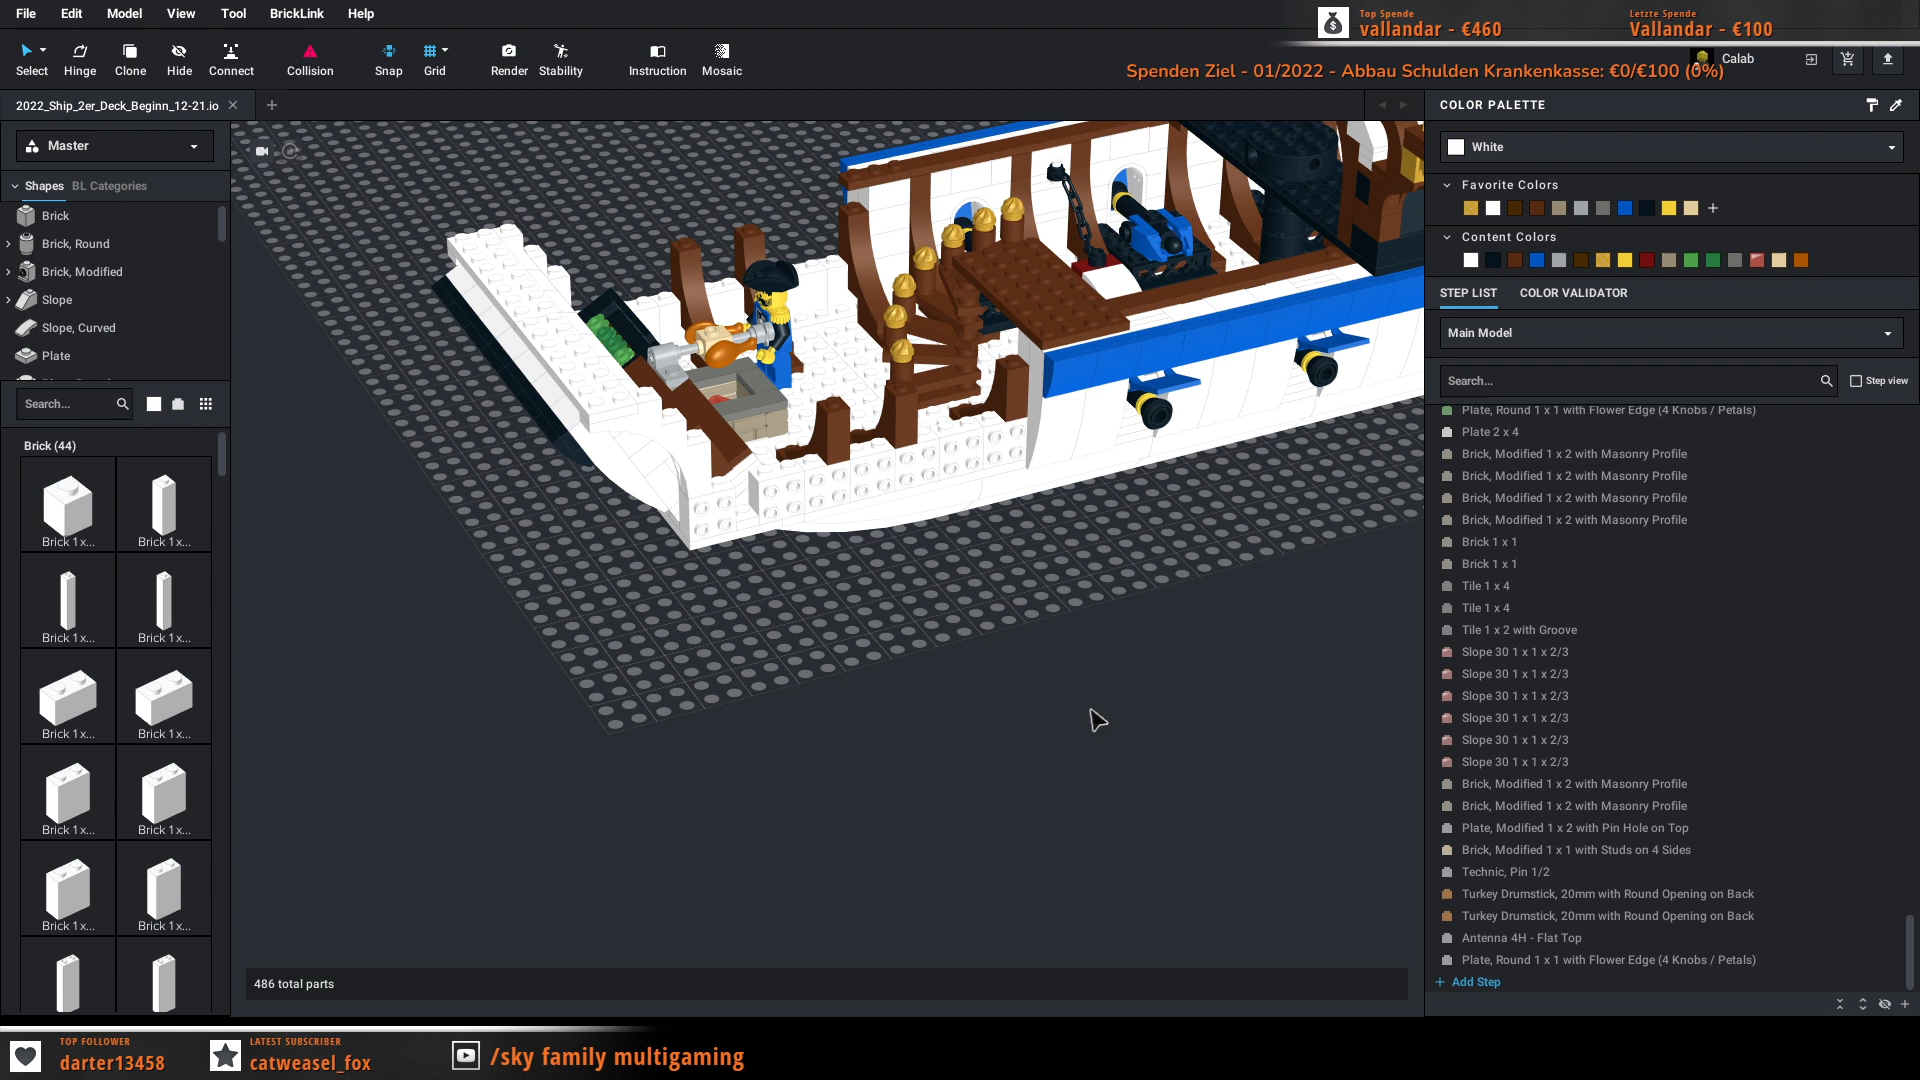 File Edit Model View Tool BrickLink Help
Top Spende
vallandar - €460
Letzte Spende
Vallandar - €100
Select Hinge Clone Hide Connect Collision Snap Grid Render Stability Instruction Mosaic
Calab
Spenden Ziel - 01/2022 - Abbau Schulden Krankenkasse: €0/€100 (0%)
2022_Ship_2er_Deck_Beginn_12-21.io
Master
Shapes BL Categories
Brick
Brick, Round
Brick, Modified
Slope
Slope, Curved
Plate
Search...
Brick (44)
Brick 1x... Brick 1x...
Brick 1x... Brick 1x...
Brick 1x... Brick 1x...
Brick 1x... Brick 1x...
Brick 1x... Brick 1x...
486 total parts
COLOR PALETTE
White
Favorite Colors
Content Colors
STEP LIST COLOR VALIDATOR
Main Model
Search... Step view
Plate, Round 1 x 1 with Flower Edge (4 Knobs / Petals)
Plate 2 x 4
Brick, Modified 1 x 2 with Masonry Profile
Brick, Modified 1 x 2 with Masonry Profile
Brick, Modified 1 x 2 with Masonry Profile
Brick, Modified 1 x 2 with Masonry Profile
Brick 1 x 1
Brick 1 x 1
Tile 1 x 4
Tile 1 x 4
Tile 1 x 2 with Groove
Slope 30 1 x 1 x 2/3
Slope 30 1 x 1 x 2/3
Slope 30 1 x 1 x 2/3
Slope 30 1 x 1 x 2/3
Slope 30 1 x 1 x 2/3
Slope 30 1 x 1 x 2/3
Brick, Modified 1 x 2 with Masonry Profile
Brick, Modified 1 x 2 with Masonry Profile
Plate, Modified 1 x 2 with Pin Hole on Top
Brick, Modified 1 x 1 with Studs on 4 Sides
Technic, Pin 1/2
Turkey Drumstick, 20mm with Round Opening on Back
Turkey Drumstick, 20mm with Round Opening on Back
Antenna 4H - Flat Top
Plate, Round 1 x 1 with Flower Edge (4 Knobs / Petals)
+ Add Step
TOP FOLLOWER
darter13458
LATEST SUBSCRIBER
catweasel_fox
/sky family multigaming